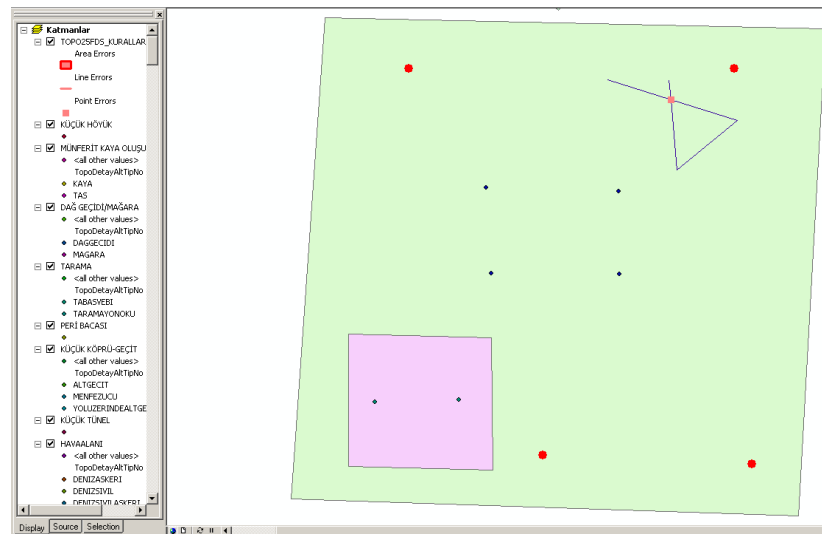 Katmanlar
TOPO25FDS_KURALLAR
Area Errors
Line Errors
Point Errors
KÜÇÜK HÖYÜK
MÜNFERİT KAYA OLUŞU
<all other values>
TopoDetayAltTipNo
KAYA
TAS
DAĞ GEÇİDİ/MAĞARA
<all other values>
TopoDetayAltTipNo
DAGGECIDI
MAGARA
TARAMA
<all other values>
TopoDetayAltTipNo
TABASVEBI
TARAMAYONOKU
PERİ BACASI
KÜÇÜK KÖPRÜ-GEÇİT
<all other values>
TopoDetayAltTipNo
ALTGECIT
MENFEZUCU
YOLUZERINDEALTGE
KÜÇÜK TÜNEL
HAVAALANI
<all other values>
TopoDetayAltTipNo
DENIZASKERI
DENIZSIVIL
DENIZSIVILASKERI
Display Source Selection